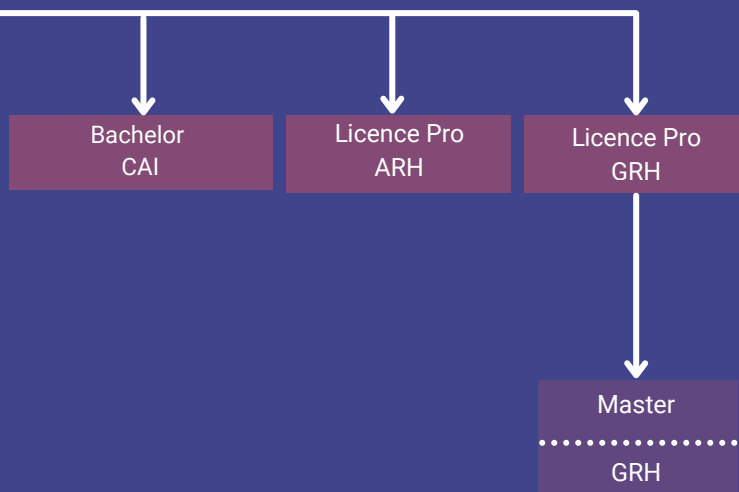 Bachelor
CAI
Licence Pro
ARH
Licence Pro
GRH
Master
GRH